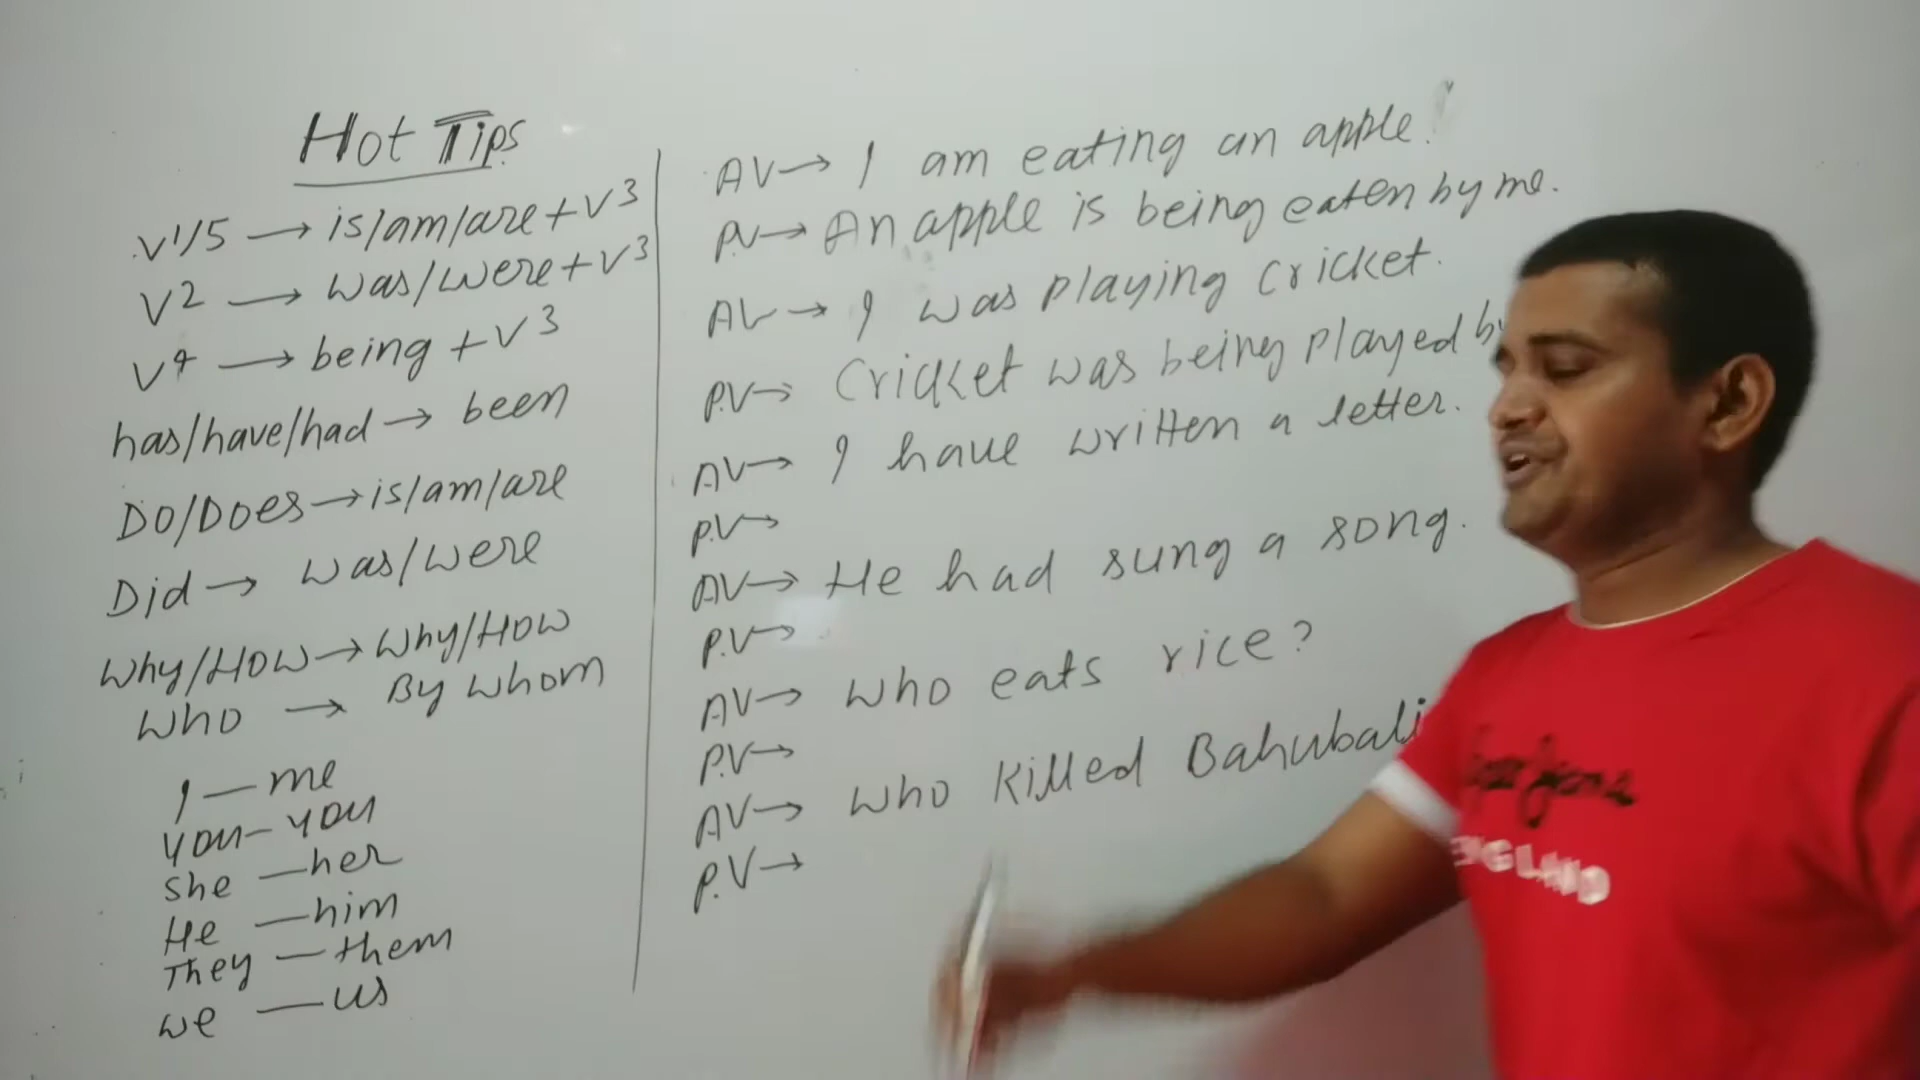 Hot Tips
V1/5 → is/am/are + V3
V2 → was/were + V3
V4 → being + V3
has/have/had → been
DO/DOes → is/am/are
Did → was/were
Why/HOW → Why/HOW
WHO → By Whom
I — me
YOU — YOU
She — her
He — him
They — them
we — us
AV → I am eating an apple.
P.V → An apple is being eaten by me.
AV → I was playing cricket.
P.V → Cricket was being played by
AV → I have written a letter.
P.V →
AV → He had sung a song.
P.V →
AV → WHO eats rice?
P.V →
AV → WHO Killed Bahubali
P.V →
ENGLAND